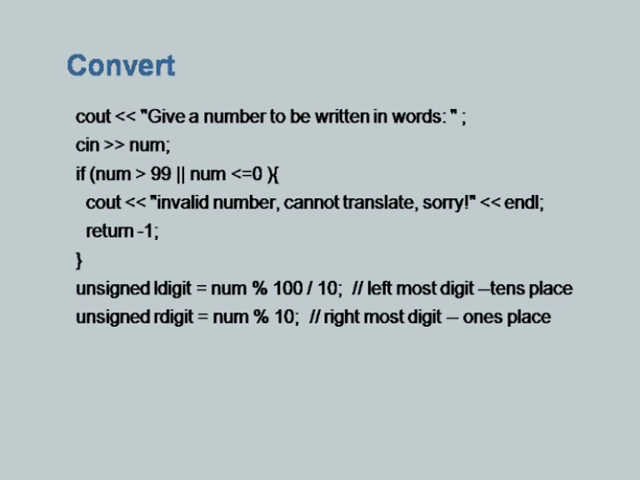 Convert
cout << "Give a number to be written in words: " ;
cin >> num;
if (num > 99 || num <=0 ){
cout << "invalid number, cannot translate, sorry!" << endl;
return -1;
}
unsigned ldigit = num % 100 / 10;  // left most digit –tens place
unsigned rdigit = num % 10;  // right most digit – ones place